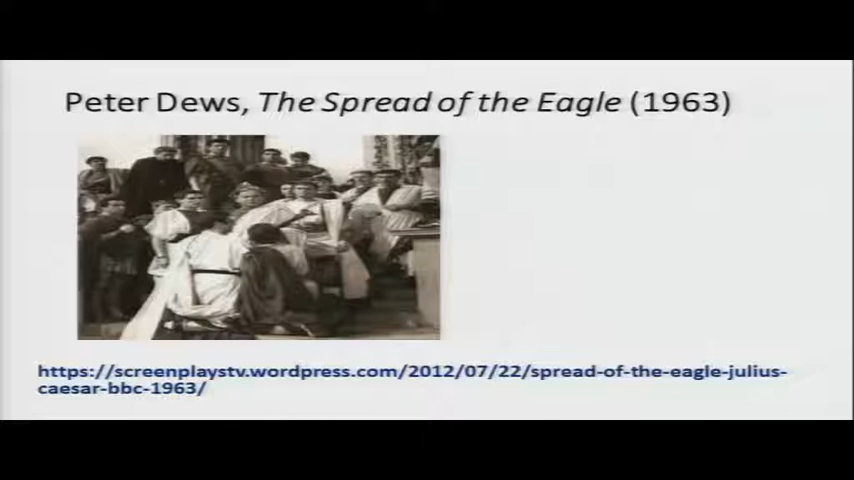 Peter Dews, The Spread of the Eagle (1963)
https://screenplaystv.wordpress.com/2012/07/22/spread-of-the-eagle-julius-
caesar-bbc-1963/